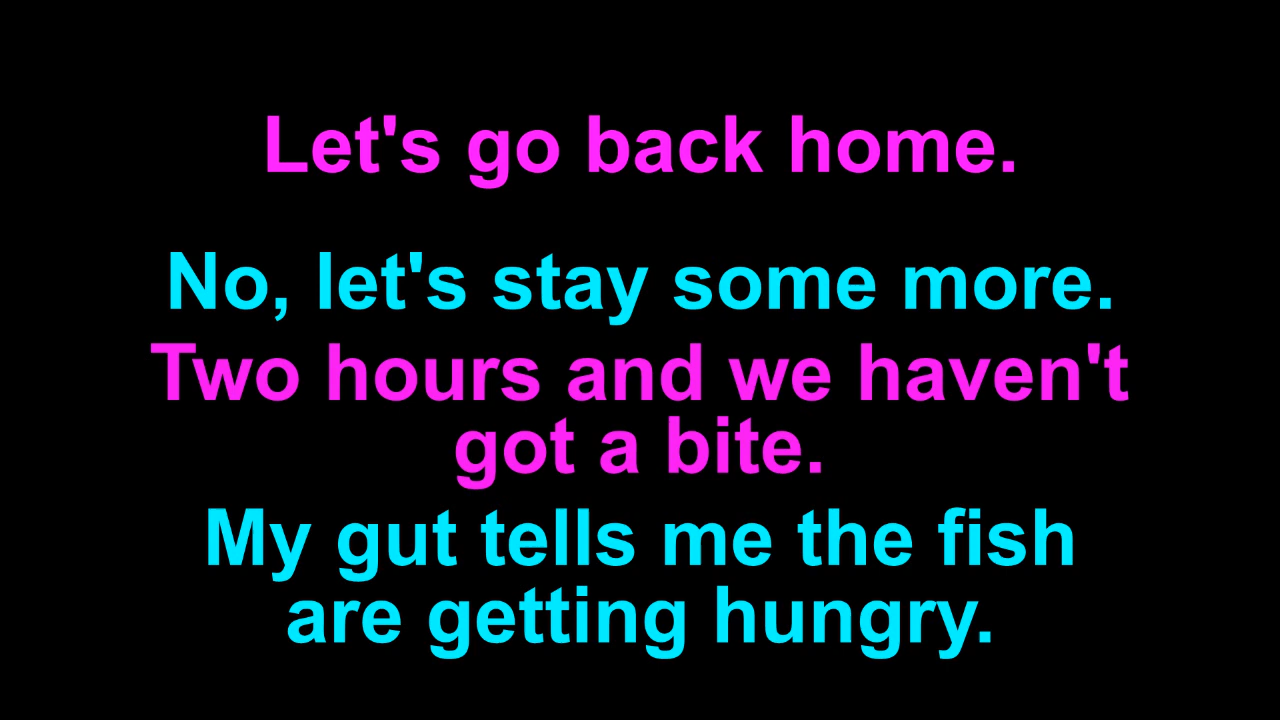 Let's go back home.
No, let's stay some more.
Two hours and we haven't
got a bite.
My gut tells me the fish
are getting hungry.